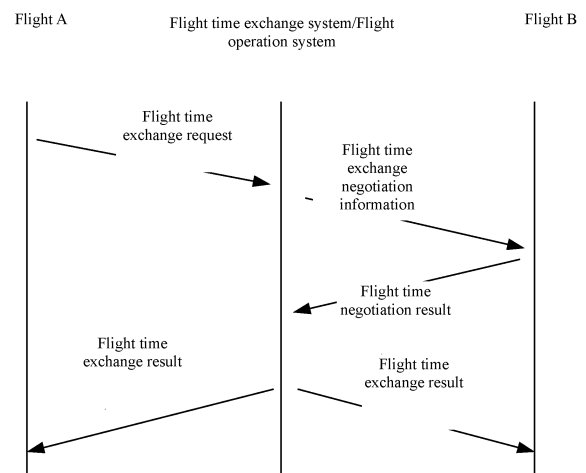 Flight A
Flight time exchange system/Flight
operation system
Flight B
Flight time
exchange request
Flight time
exchange
negotiation
information
Flight time
negotiation result
Flight time
exchange result
Flight time
exchange result